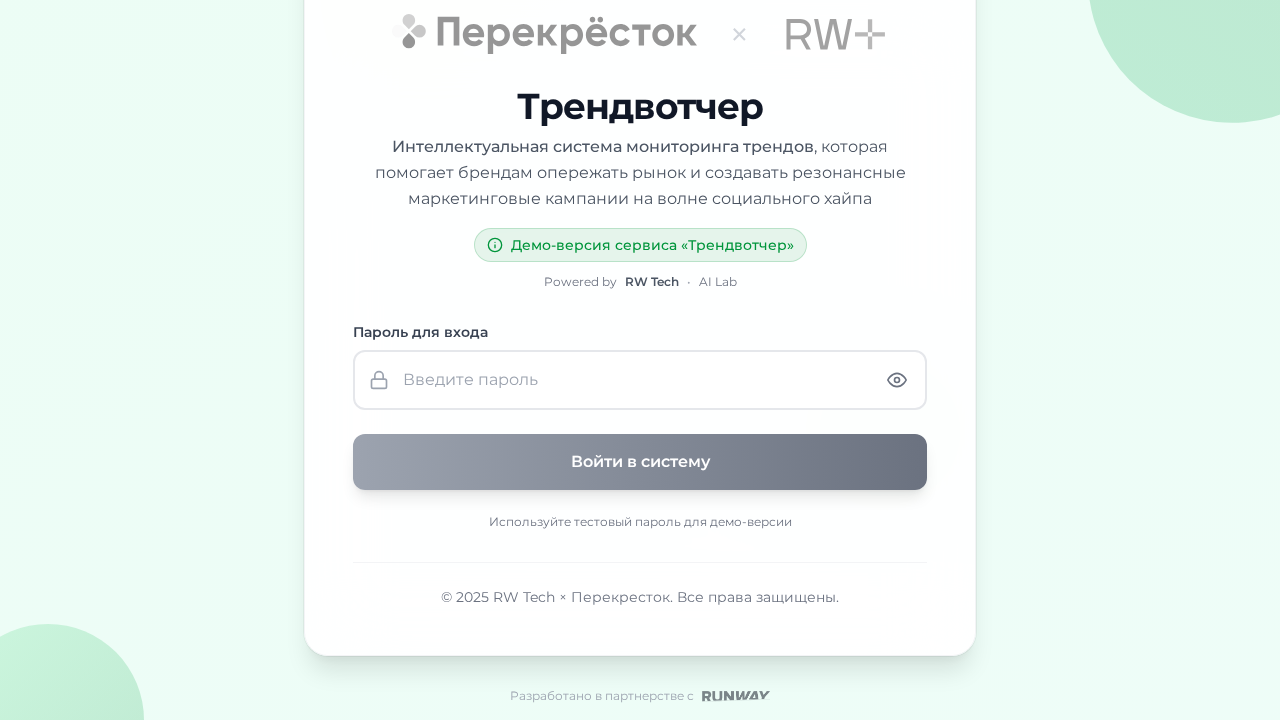 Перекрёсток × RW+
Трендвотчер
Интеллектуальная система мониторинга трендов, которая
помогает брендам опережать рынок и создавать резонансные
маркетинговые кампании на волне социального хайпа
Демо-версия сервиса «Трендвотчер»
Powered by RW Tech · AI Lab
Пароль для входа
Введите пароль
Войти в систему
Используйте тестовый пароль для демо-версии
© 2025 RW Tech × Перекресток. Все права защищены.
Разработано в партнерстве с RUNWAY